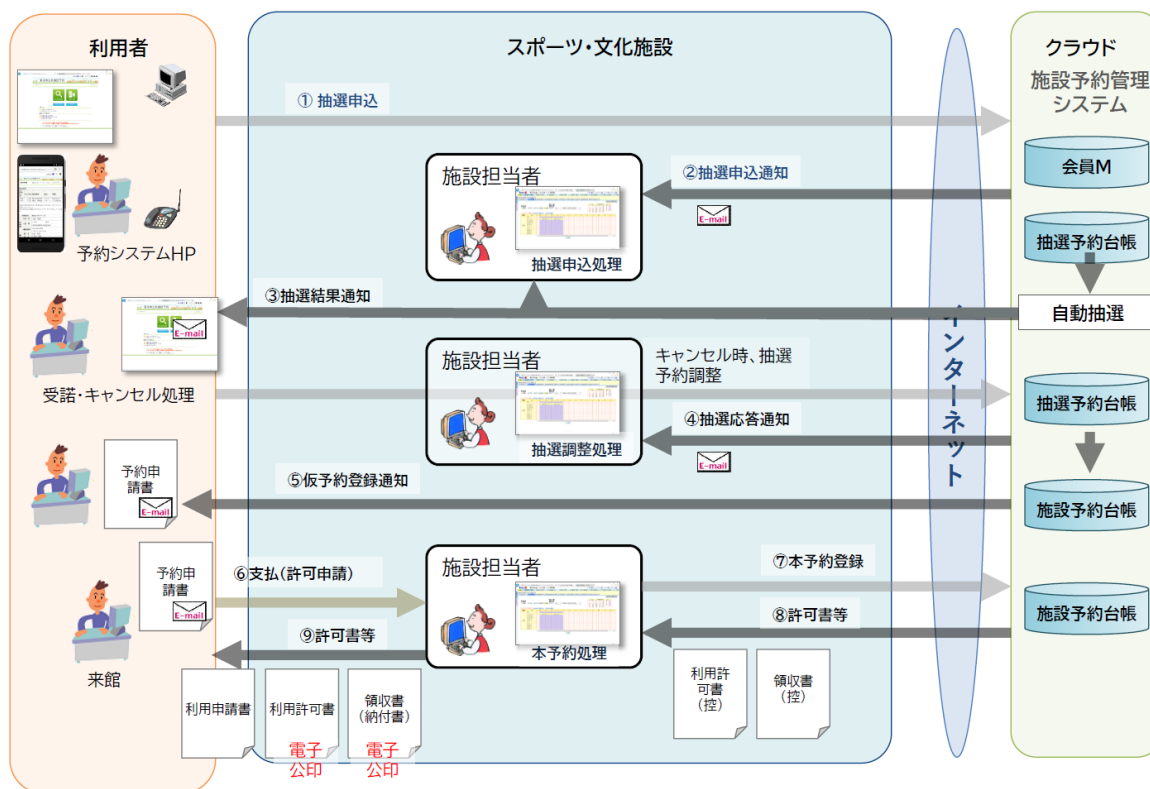 利用者
スポーツ・文化施設
クラウド
施設予約管理
システム
① 抽選申込
施設担当者
②抽選申込通知
E-mail
会員M
抽選予約台帳
予約システムHP
抽選申込処理
③抽選結果通知
自動抽選
E-mail
インターネット
施設担当者
キャンセル時、抽選
予約調整
受諾・キャンセル処理
抽選予約台帳
④抽選応答通知
抽選調整処理
E-mail
予約申
請書
E-mail
⑤仮予約登録通知
施設予約台帳
予約申
請書
E-mail
⑥支払(許可申請)
施設担当者
⑦本予約登録
施設予約台帳
⑨許可書等
⑧許可書等
本予約処理
来館
利用申請書
利用許可書
電子
公印
領収書
(納付書)
電子
公印
利用許
可書
(控)
領収書
(控)